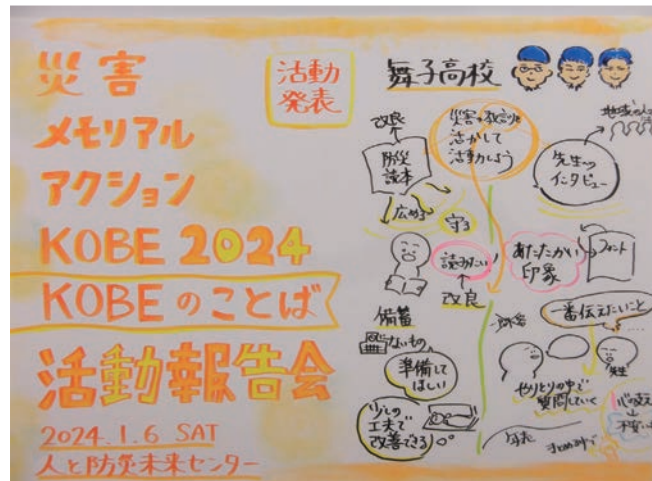 災害
メモリアル
アクション
KOBE 2024
KOBEのことば
活動報告会
2024.1.6 SAT
人と防災未来センター
活動
発表
舞子高校
改良
防災
読本
広める
災害の教訓を
活かして
活動しよう
先生へ
インタビュー
守る
読みたい!
改良
あたたかい
印象
フォント
備蓄
ないもの
準備して
ほしい
少しの
工夫で
改善できる
一番伝えたいこと
先生
やりとりの中で
質問していく